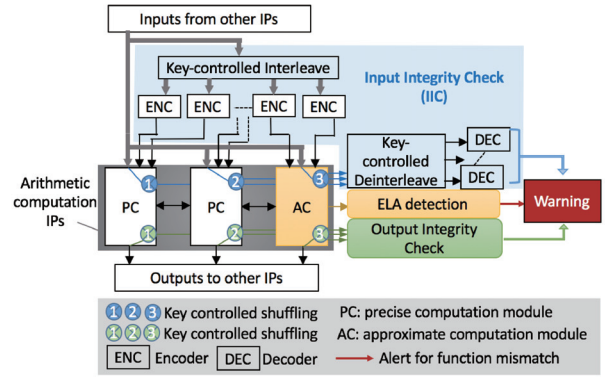 Inputs from other IPs
Key-controlled Interleave
Input Integrity Check
(IIC)
ENC
ENC
ENC
ENC
Key-
controlled
Deinterleave
DEC
DEC
Arithmetic
computation
IPs
1
2
3
PC
PC
AC
1
2
3
ELA detection
Warning
Output Integrity
Check
Outputs to other IPs
1 2 3 Key controlled shuffling
PC: precise computation module
1 2 3 Key controlled shuffling
AC: approximate computation module
ENC Encoder DEC Decoder
Alert for function mismatch